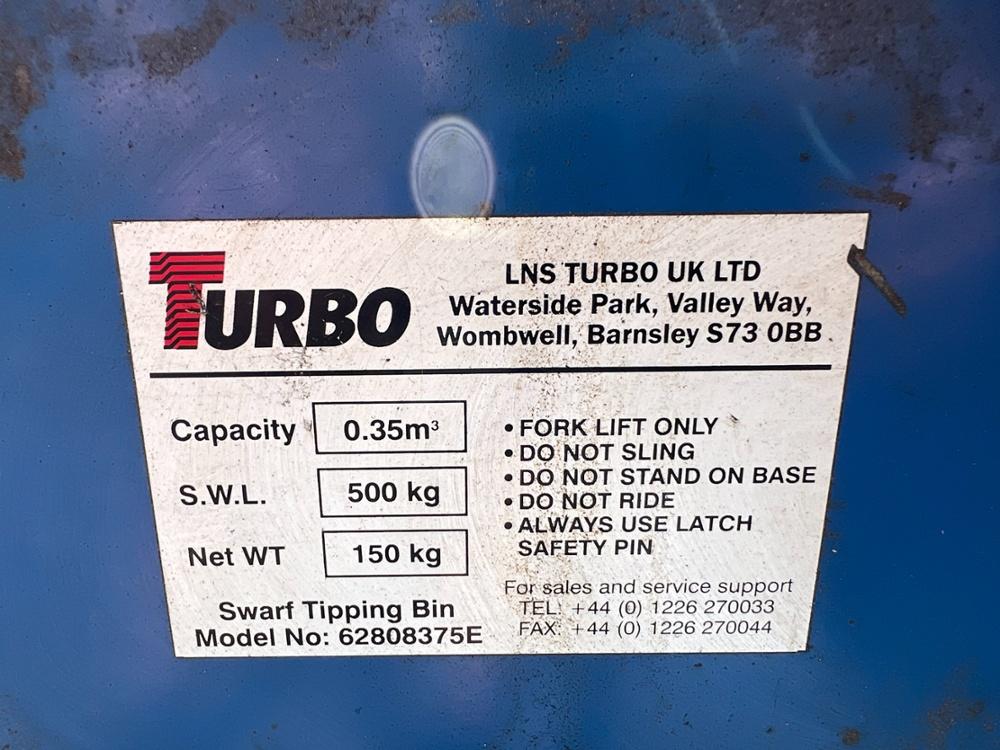 TURBO
LNS TURBO UK LTD
Waterside Park, Valley Way,
Wombwell, Barnsley S73 0BB
Capacity 0.35m³
S.W.L. 500 kg
Net WT 150 kg
Swarf Tipping Bin
Model No: 62808375E
• FORK LIFT ONLY
• DO NOT SLING
• DO NOT STAND ON BASE
• DO NOT RIDE
• ALWAYS USE LATCH
SAFETY PIN
For sales and service support
TEL: +44 (0) 1226 270033
FAX: +44 (0) 1226 270044